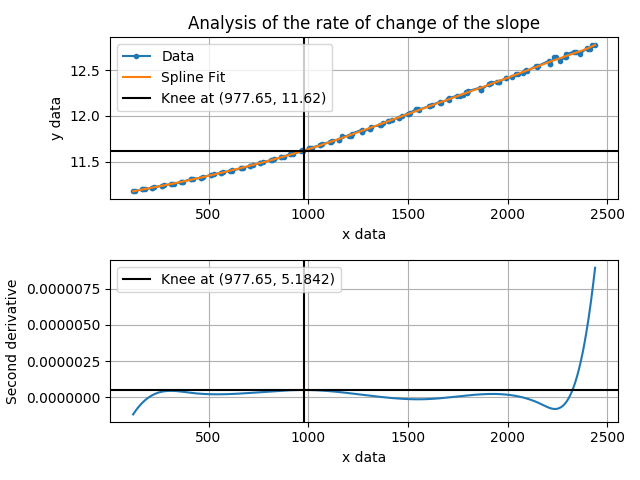 Analysis of the rate of change of the slope
Data
Spline Fit
Knee at (977.65, 11.62)
12.5
12.0
11.5
y data
500
1000
1500
2000
2500
x data
Knee at (977.65, 5.1842)
0.0000075
0.0000050
0.0000025
0.0000000
Second derivative
500
1000
1500
2000
2500
x data